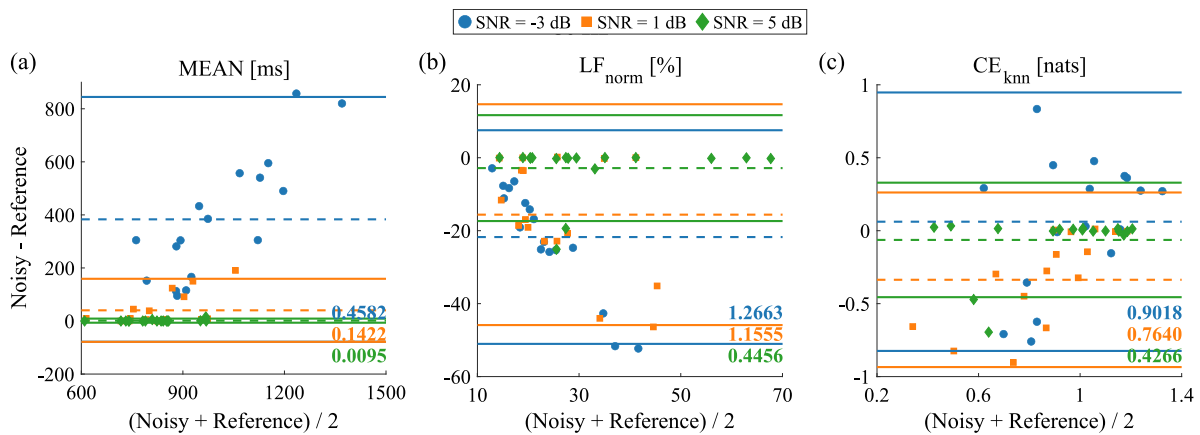 SNR = -3 dB SNR = 1 dB SNR = 5 dB
(a) MEAN [ms]
800
600
400
200
0
-200
600 900 1200 1500
Noisy - Reference
(Noisy + Reference) / 2
0.4582
0.1422
0.0095
(b) LFnorm [%]
20
0
-20
-40
-60
10 30 50 70
(Noisy + Reference) / 2
1.2663
1.1555
0.4456
(c) CEknn [nats]
1
0.5
0
-0.5
-1
0.2 0.6 1 1.4
(Noisy + Reference) / 2
0.9018
0.7640
0.4266